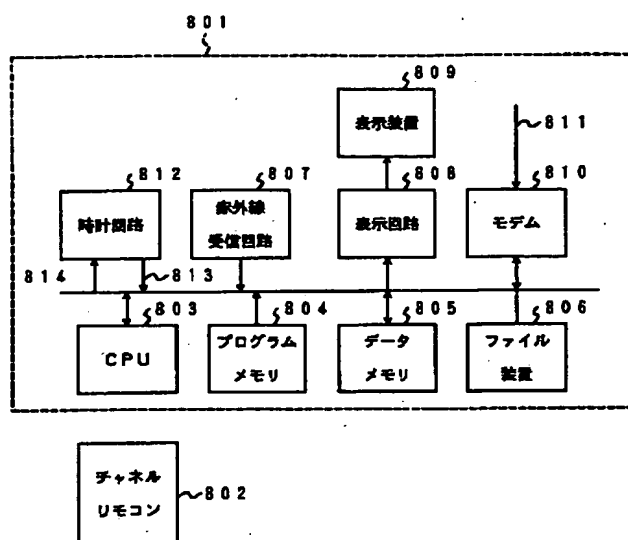 801
809
表示装置
811
812
807
808
810
時計回路
赤外線
受信回路
表示回路
モデム
814
813
803
804
805
806
CPU
プログラム
メモリ
データ
メモリ
ファイル
装置
チャネル
リモコン
802